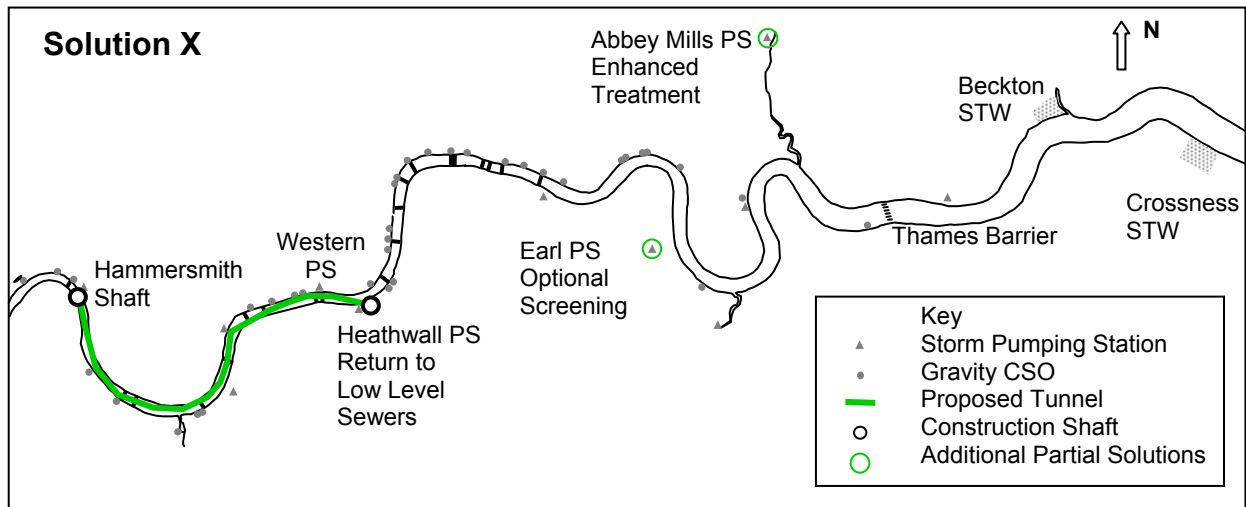 Solution X
Abbey Mills PS
Enhanced
Treatment
N
Beckton
STW
Crossness
STW
Thames Barrier
Western
PS
Hammersmith
Shaft
Earl PS
Optional
Screening
Heathwall PS
Return to
Low Level
Sewers
Key
Storm Pumping Station
Gravity CSO
Proposed Tunnel
Construction Shaft
Additional Partial Solutions